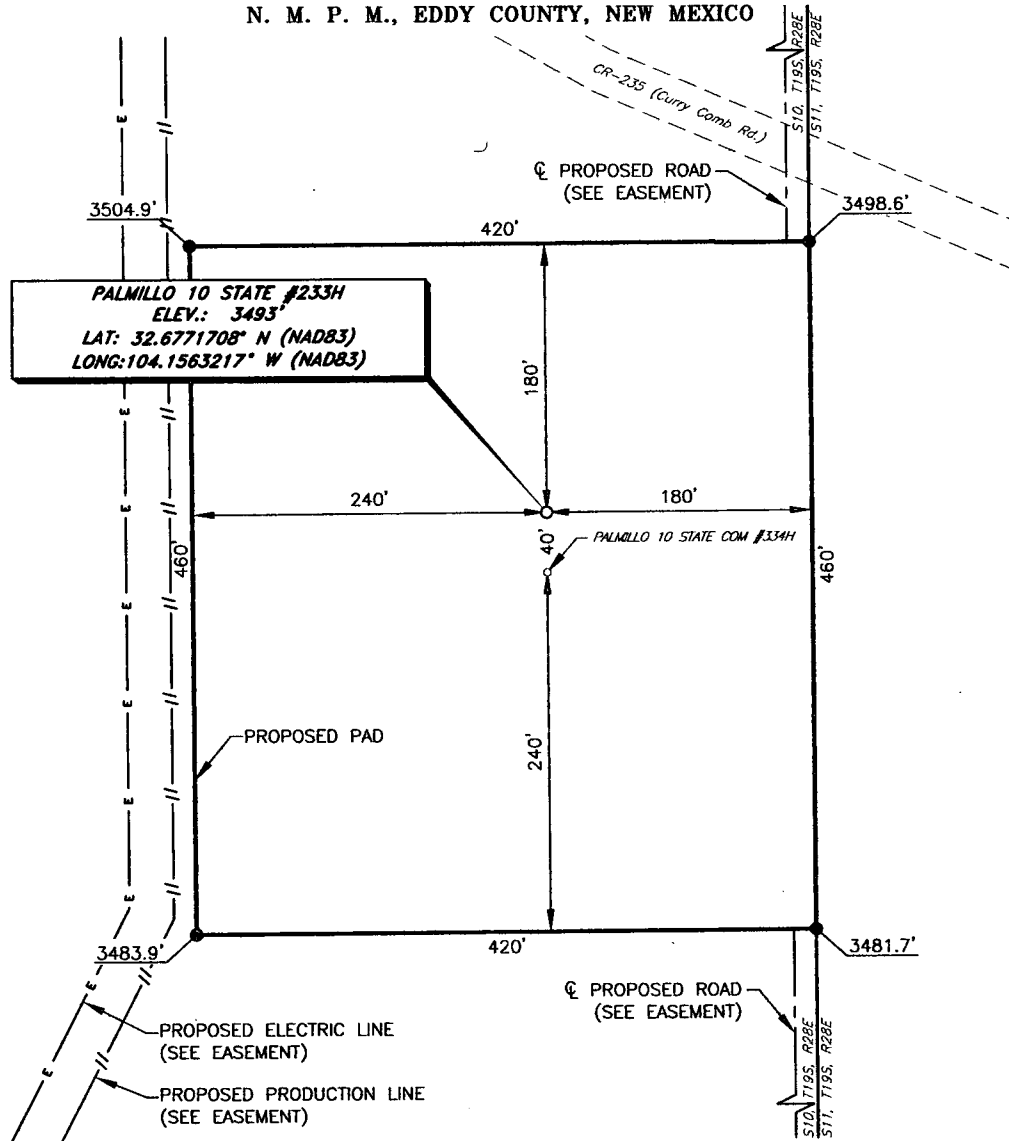 N. M. P. M., EDDY COUNTY, NEW MEXICO
S10, T19S, R28E
S11, T19S, R28E
CR-235 (Curry Comb Rd.)
℄ PROPOSED ROAD
(SEE EASEMENT)
3504.9'
3498.6'
420'
PALMILLO 10 STATE #233H
ELEV.: 3493'
LAT: 32.6771708° N (NAD83)
LONG:104.1563217° W (NAD83)
180'
240'
180'
40'
PALMILLO 10 STATE COM #334H
460'
460'
PROPOSED PAD
240'
3483.9'
420'
3481.7'
℄ PROPOSED ROAD
(SEE EASEMENT)
PROPOSED ELECTRIC LINE
(SEE EASEMENT)
PROPOSED PRODUCTION LINE
(SEE EASEMENT)
S10, T19S, R28E
S11, T19S, R28E
E
E
E
E
E
E
E
E
E